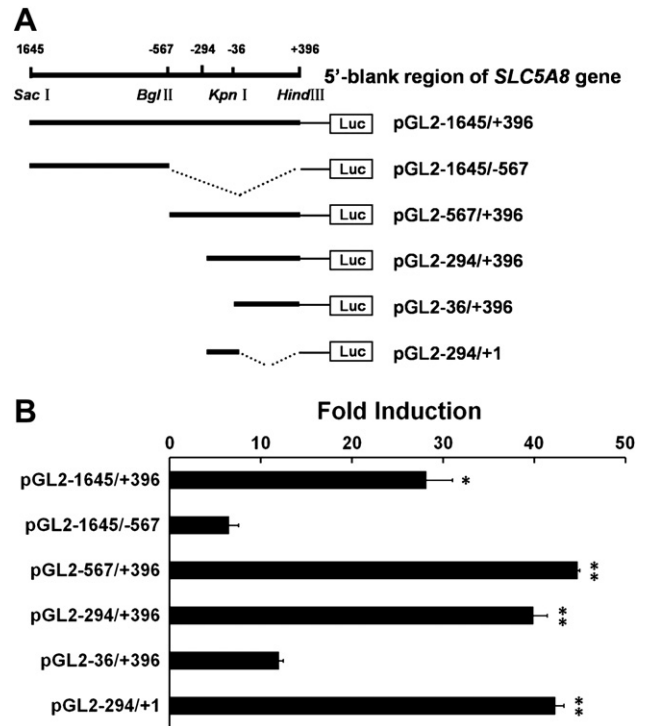 A
1645 -567 -294 -36 +396
5'-blank region of SLC5A8 gene
Sac I Bgl II Kpn I HindIII
Luc pGL2-1645/+396
Luc pGL2-1645/-567
Luc pGL2-567/+396
Luc pGL2-294/+396
Luc pGL2-36/+396
Luc pGL2-294/+1
B
Fold Induction
0 10 20 30 40 50
pGL2-1645/+396 *
pGL2-1645/-567
pGL2-567/+396 **
pGL2-294/+396 **
pGL2-36/+396
pGL2-294/+1 **